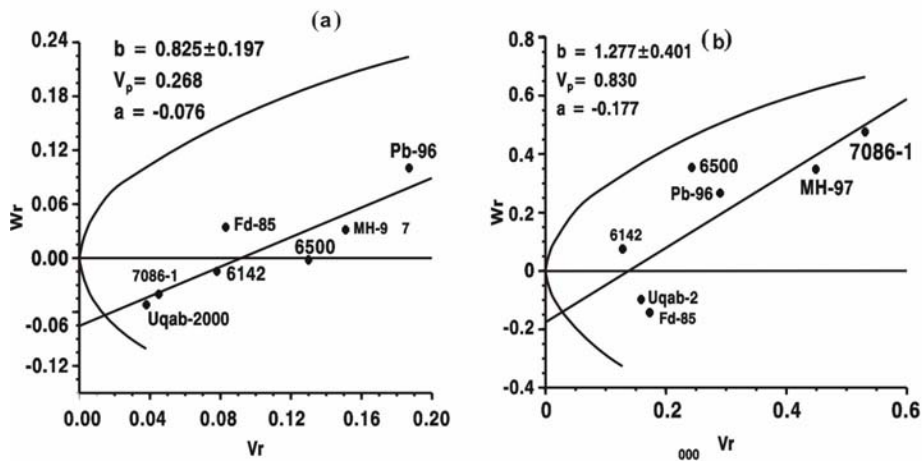 (a)
b = 0.825±0.197
Vp = 0.268
a = -0.076
Wr
0.24
0.18
0.12
0.06
0.00
-0.06
-0.12
Pb-96
Fd-85
MH-9 7
6500
6142
7086-1
Uqab-2000
0.00 0.04 0.08 0.12 0.16 0.20
Vr
(b)
b = 1.277±0.401
Vp = 0.830
a = -0.177
Wr
0.8
0.6
0.4
0.2
0
-0.2
-0.4
7086-1
6500
MH-97
Pb-96
6142
Uqab-2
Fd-85
0 0.2 0.4 0.6
000 Vr